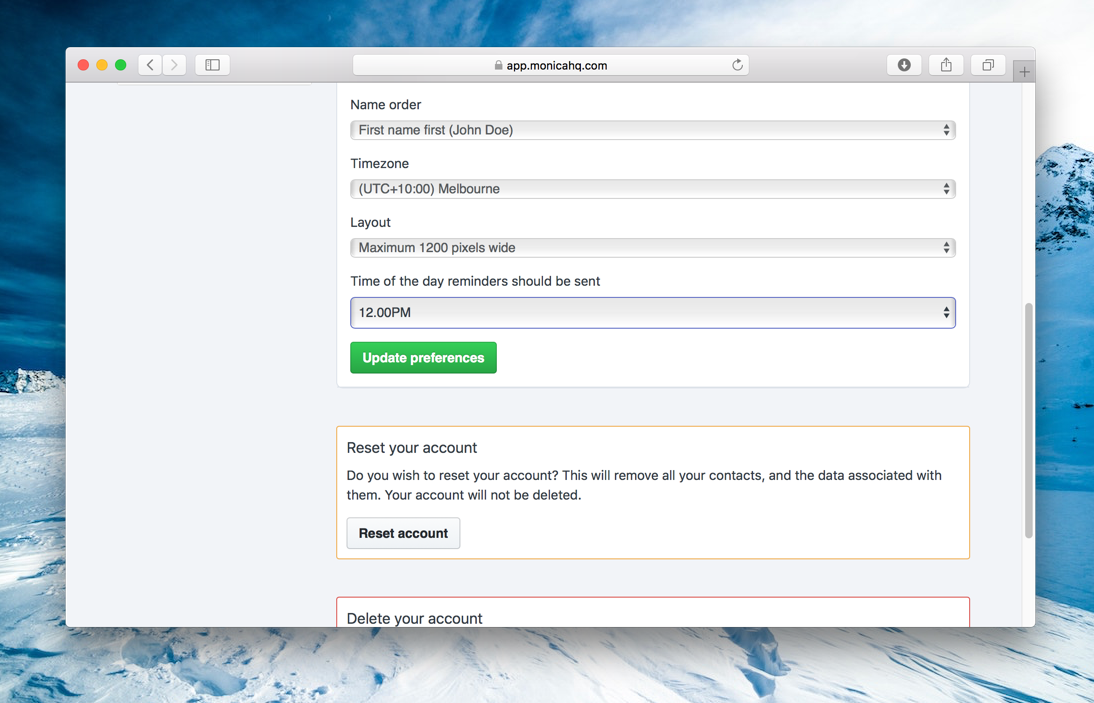 app.monicahq.com
Name order
First name first (John Doe)
Timezone
(UTC+10:00) Melbourne
Layout
Maximum 1200 pixels wide
Time of the day reminders should be sent
12.00PM
Update preferences
Reset your account
Do you wish to reset your account? This will remove all your contacts, and the data associated with
them. Your account will not be deleted.
Reset account
Delete your account